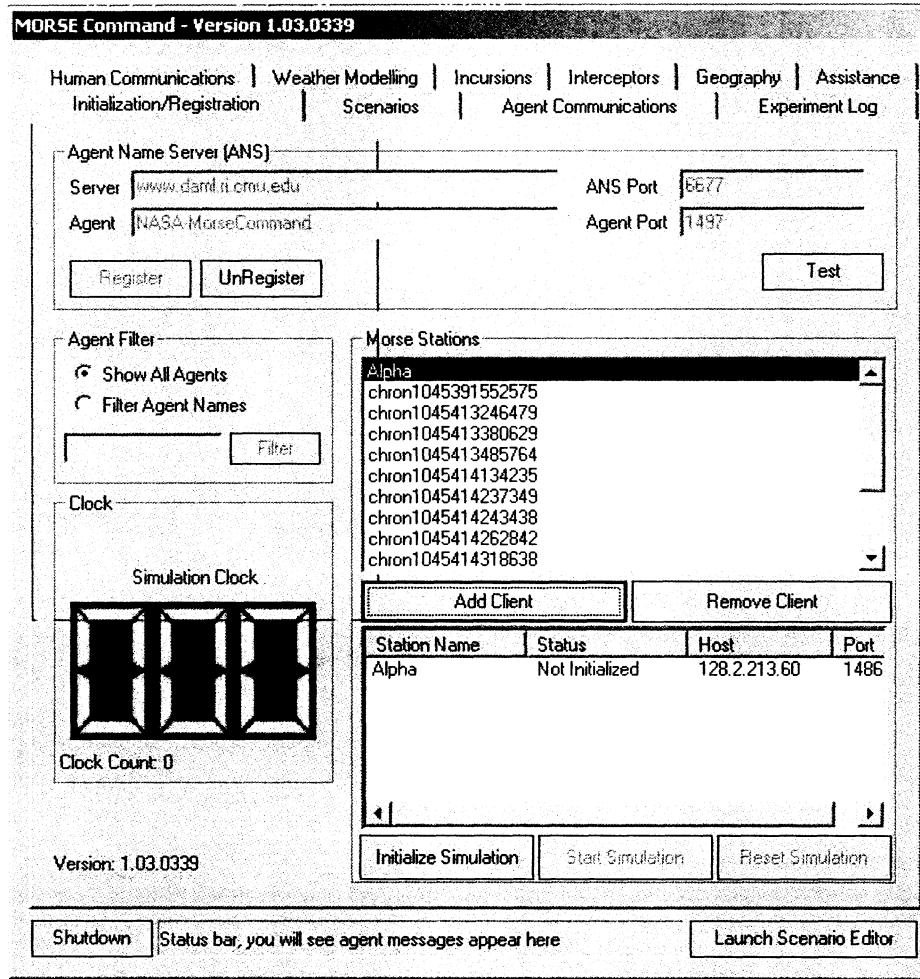 MORSE Command - Version 1.03.0339
Human Communications Weather Modelling Incursions Interceptors Geography Assistance
Initialization/Registration Scenarios Agent Communications Experiment Log
Agent Name Server (ANS)
Server www.daml.ri.cmu.edu ANS Port 6677
Agent NASA-MorseCommand Agent Port 1497
Register UnRegister Test
Agent Filter
Show All Agents
Filter Agent Names
Filter
Clock
Simulation Clock
000
Clock Count: 0
Version: 1.03.0339
Morse Stations
Alpha
chron1045391552575
chron1045413246479
chron1045413380629
chron1045413485764
chron1045414134235
chron1045414237349
chron1045414243438
chron1045414262842
chron1045414318638
Add Client Remove Client
Station Name Status Host Port
Alpha Not Initialized 128.2.213.60 1486
Initialize Simulation Start Simulation Reset Simulation
Shutdown Status bar, you will see agent messages appear here Launch Scenario Editor